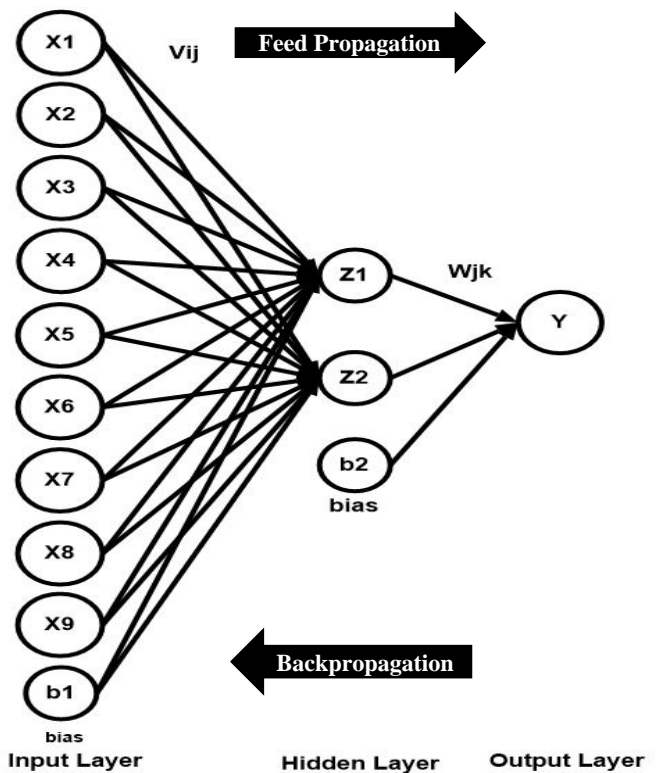 X1
Vij
Feed Propagation
X2
X3
X4
Z1
Wjk
X5
Y
Z2
X6
b2
X7
bias
X8
X9
Backpropagation
b1
bias
Input Layer
Hidden Layer
Output Layer